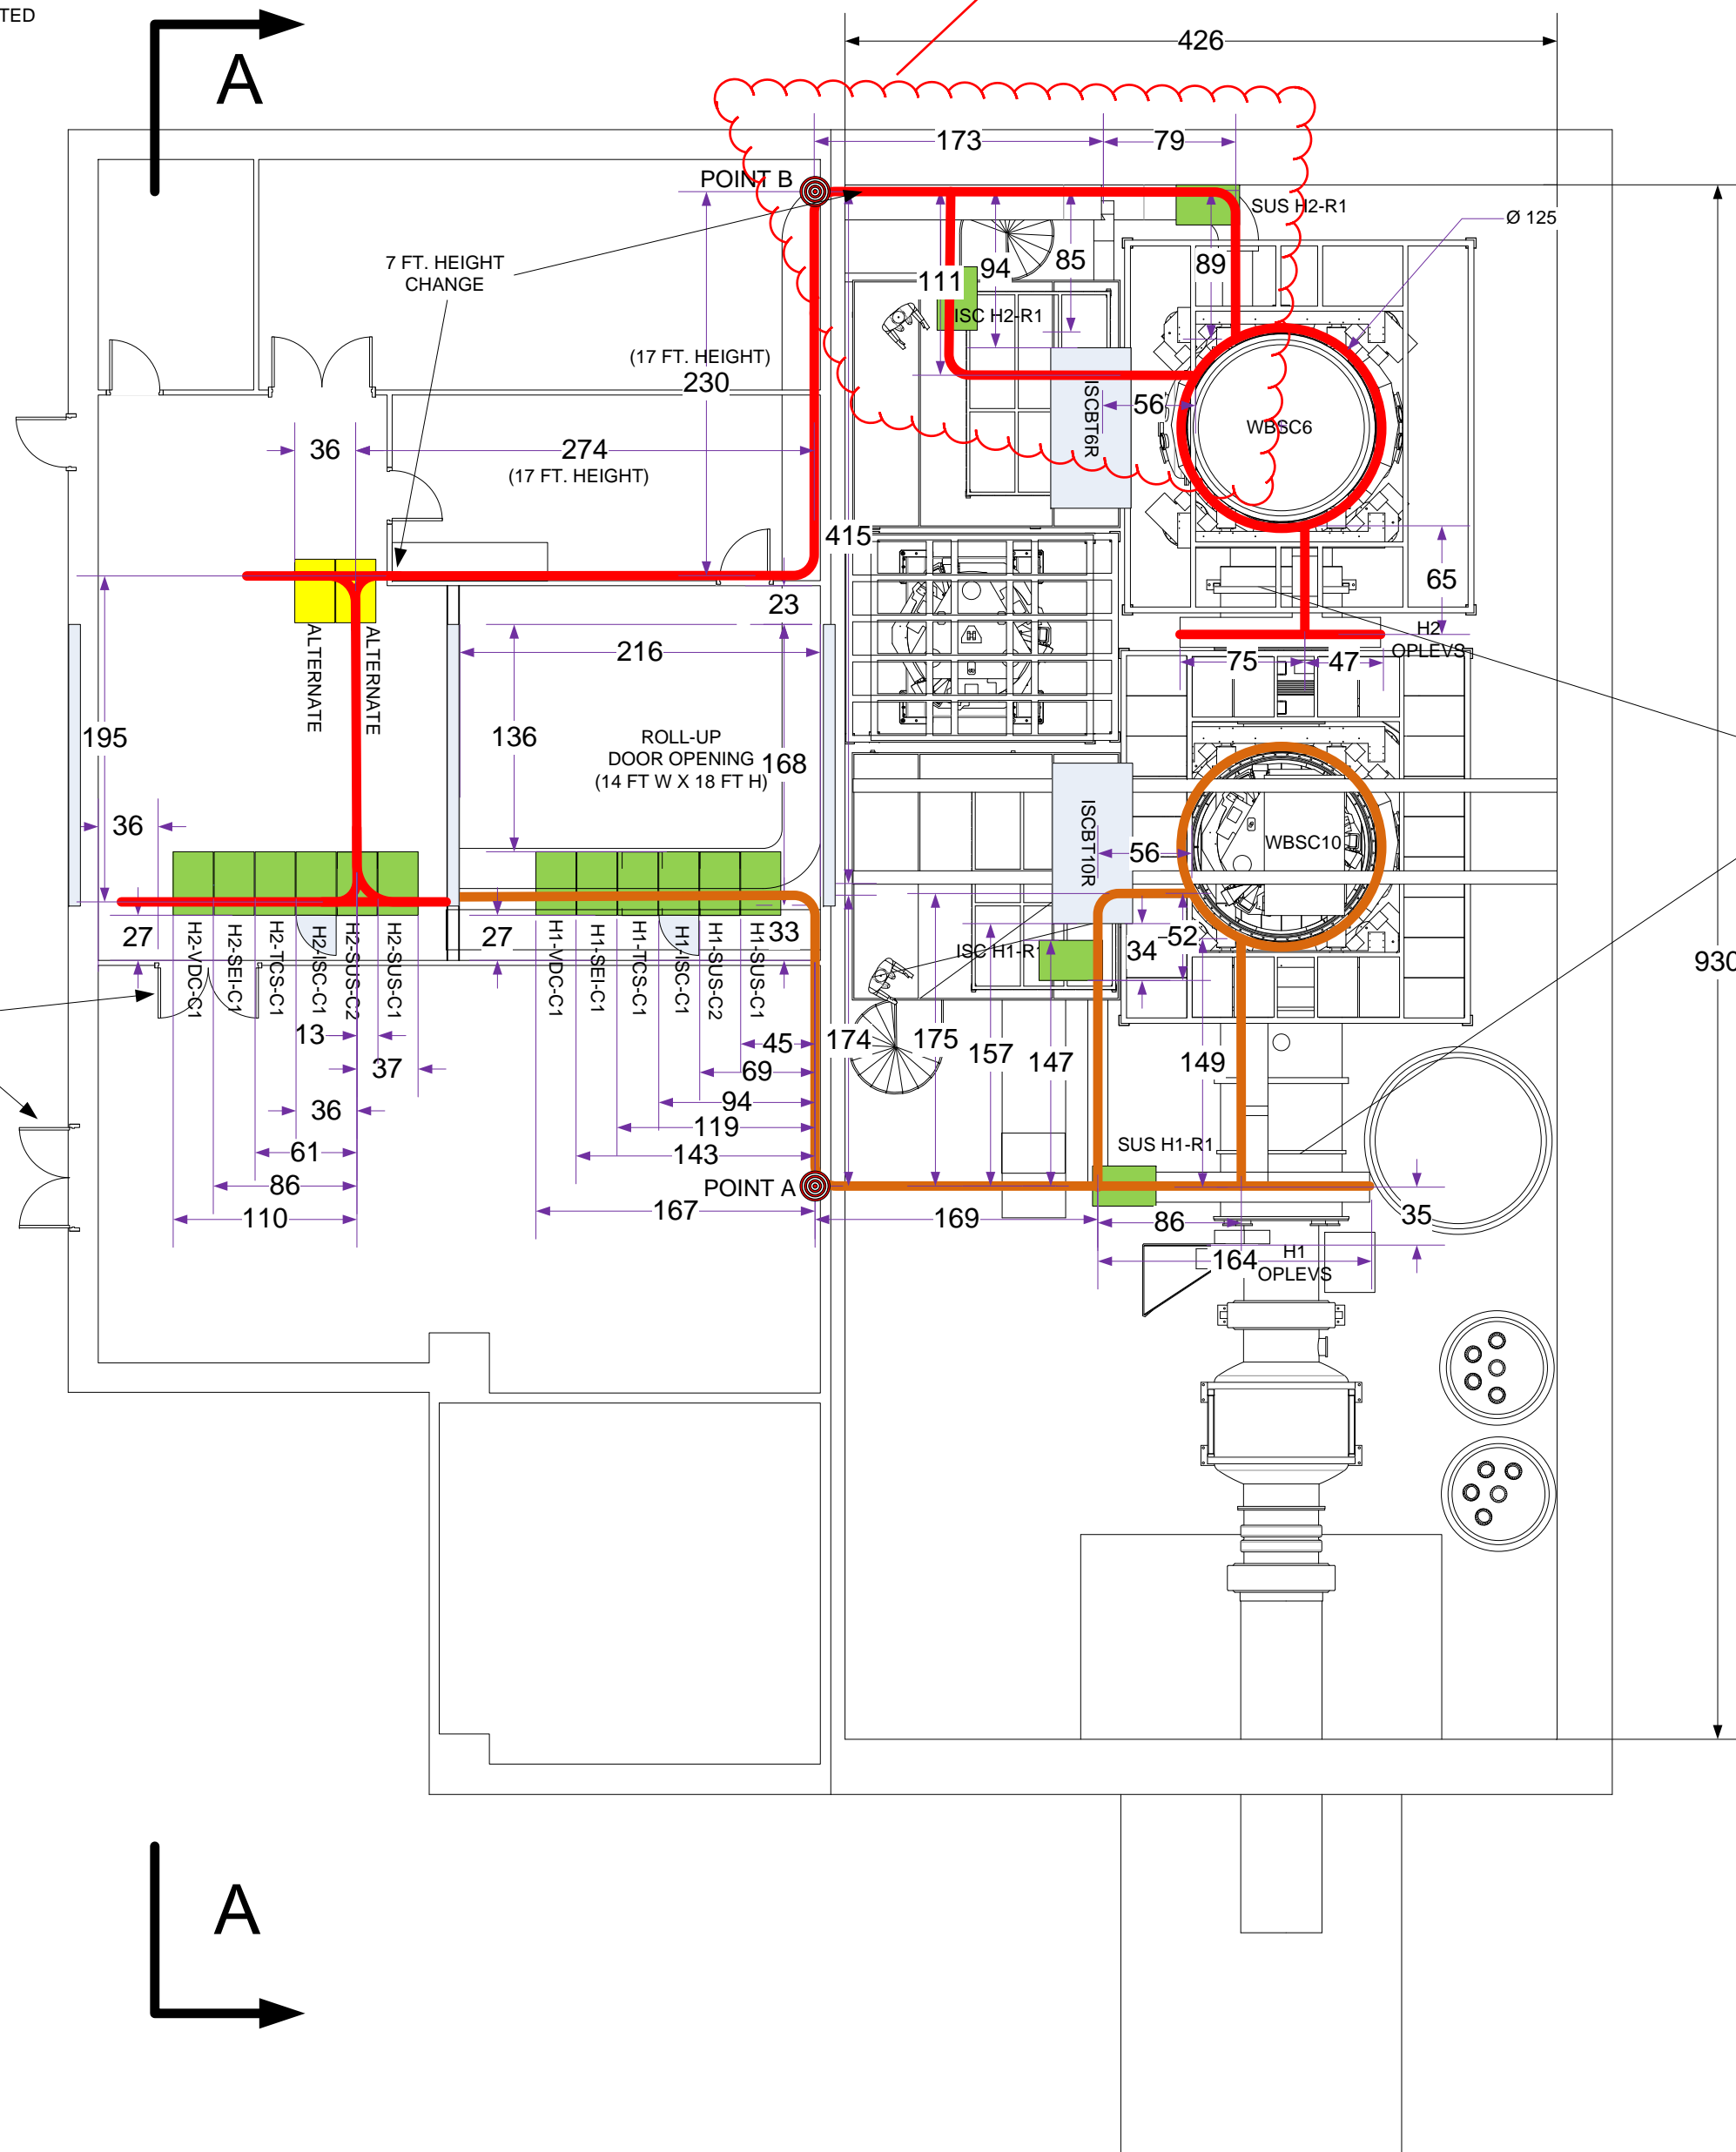 TED
A
426
173
79
POINT B
SUS H2-R1
Ø 125
7 FT. HEIGHT
CHANGE
111
94
85
89
ISC H2-R1
(17 FT. HEIGHT)
230
ISCBT6R
56
WBSC6
36
274
(17 FT. HEIGHT)
415
65
23
H2
OPLEVS
ALTERNATE
ALTERNATE
216
75
47
195
136
ROLL-UP
DOOR OPENING
(14 FT W X 18 FT H)
168
36
ISCBT10R
56
WBSC10
27
27
33
34
52
ISC H1-R1
930
H2-VDC-C1
H2-SEI-C1
H2-TCS-C1
H2-ISC-C1
H2-SUS-C2
H2-SUS-C1
H1-VDC-C1
H1-SEI-C1
H1-TCS-C1
H1-ISC-C1
H1-SUS-C2
H1-SUS-C1
13
45
174
175
157
147
149
37
69
36
94
119
61
143
SUS H1-R1
86
POINT A
110
167
169
86
35
164
H1
OPLEVS
A